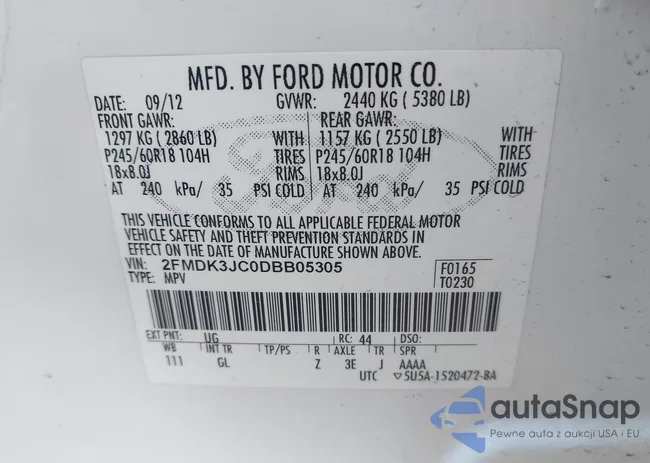 MFD. BY FORD MOTOR CO.
DATE: 09/12 GVWR: 2440 KG ( 5380 LB)
FRONT GAWR: REAR GAWR:
1297 KG ( 2860 LB) WITH 1157 KG ( 2550 LB) WITH
P245/60R18 104H TIRES P245/60R18 104H TIRES
18x8.0J RIMS 18x8.0J RIMS
AT 240 kPa/ 35 PSI COLD AT 240 kPa/ 35 PSI COLD
Ford
THIS VEHICLE CONFORMS TO ALL APPLICABLE FEDERAL MOTOR
VEHICLE SAFETY AND THEFT PREVENTION STANDARDS IN
EFFECT ON THE DATE OF MANUFACTURE SHOWN ABOVE.
VIN: 2FMDK3JC0DBB05305 F0165
TYPE: MPV T0230
EXT PNT: UG RC: 44 DSO:
WB INT TR TP/PS R AXLE TR SPR
111 GL Z 3E J AAAA
UTC ▽5U5A-1520472-BA
autaSnap
Pewne auta z aukcji USA i EU